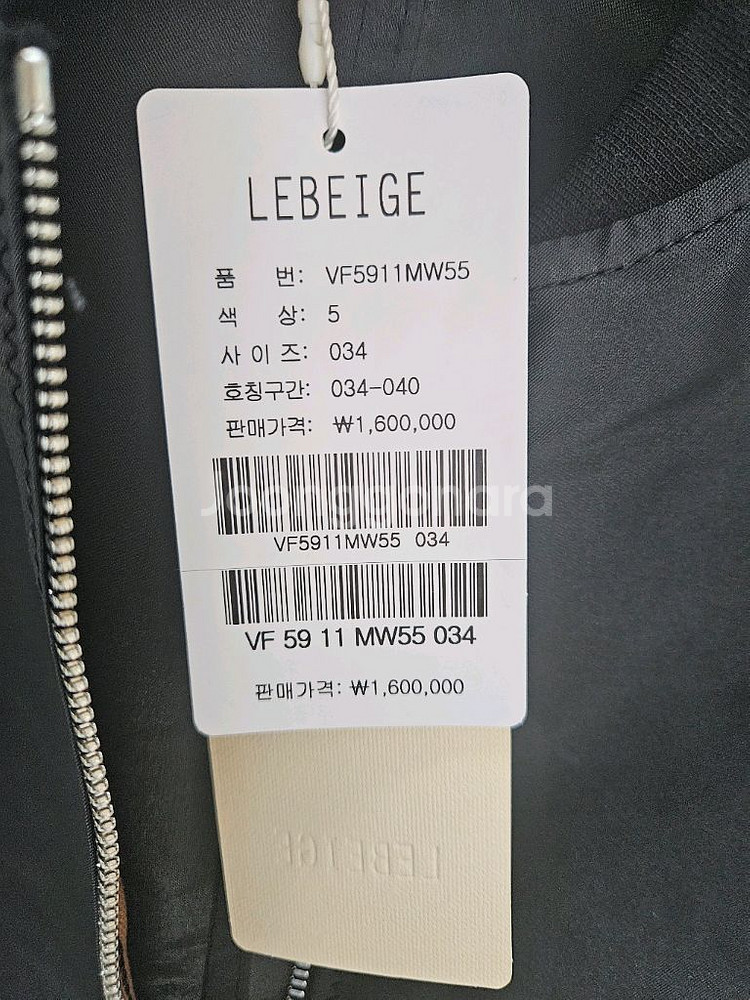 LEBEIGE
품 번: VF5911MW55
색 상: 5
사 이 즈: 034
호칭구간: 034-040
판매가격: ₩1,600,000
Joonggonara
VF5911MW55 034
VF 59 11 MW55 034
판매가격: ₩1,600,000
LEBEIGE